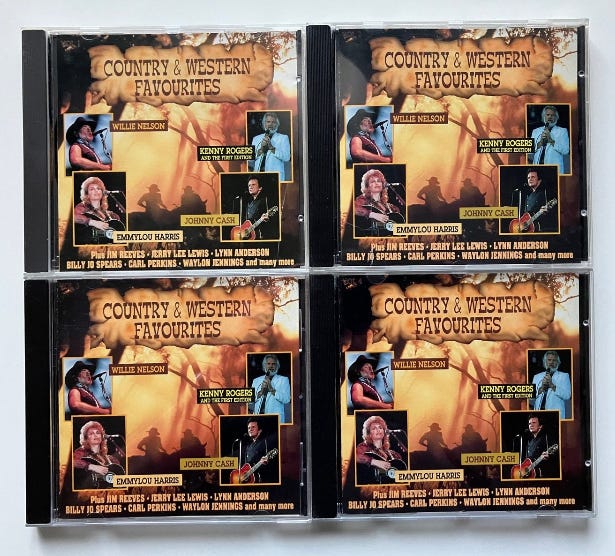 COUNTRY & WESTERN
FAVOURITES
WILLIE NELSON
KENNY ROGERS
AND THE FIRST EDITION
JOHNNY CASH
EMMYLOU HARRIS
Plus JIM REEVES · JERRY LEE LEWIS · LYNN ANDERSON
BILLY JO SPEARS · CARL PERKINS · WAYLON JENNINGS and many more
COUNTRY & WESTERN
FAVOURITES
WILLIE NELSON
KENNY ROGERS
AND THE FIRST EDITION
JOHNNY CASH
EMMYLOU HARRIS
Plus JIM REEVES · JERRY LEE LEWIS · LYNN ANDERSON
BILLY JO SPEARS · CARL PERKINS · WAYLON JENNINGS and many more
COUNTRY & WESTERN
FAVOURITES
WILLIE NELSON
KENNY ROGERS
AND THE FIRST EDITION
JOHNNY CASH
EMMYLOU HARRIS
Plus JIM REEVES · JERRY LEE LEWIS · LYNN ANDERSON
BILLY JO SPEARS · CARL PERKINS · WAYLON JENNINGS and many more
COUNTRY & WESTERN
FAVOURITES
WILLIE NELSON
KENNY ROGERS
AND THE FIRST EDITION
JOHNNY CASH
EMMYLOU HARRIS
Plus JIM REEVES · JERRY LEE LEWIS · LYNN ANDERSON
BILLY JO SPEARS · CARL PERKINS · WAYLON JENNINGS and many more